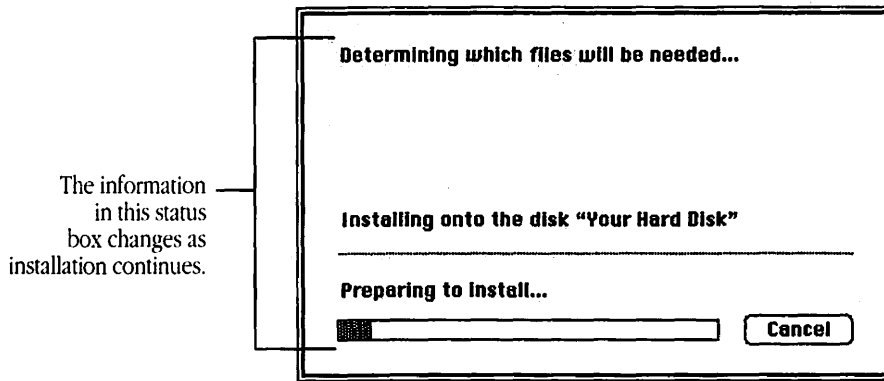 Determining which files will be needed...
The information
in this status
box changes as
installation continues.
Installing onto the disk “Your Hard Disk”
Preparing to install...
Cancel